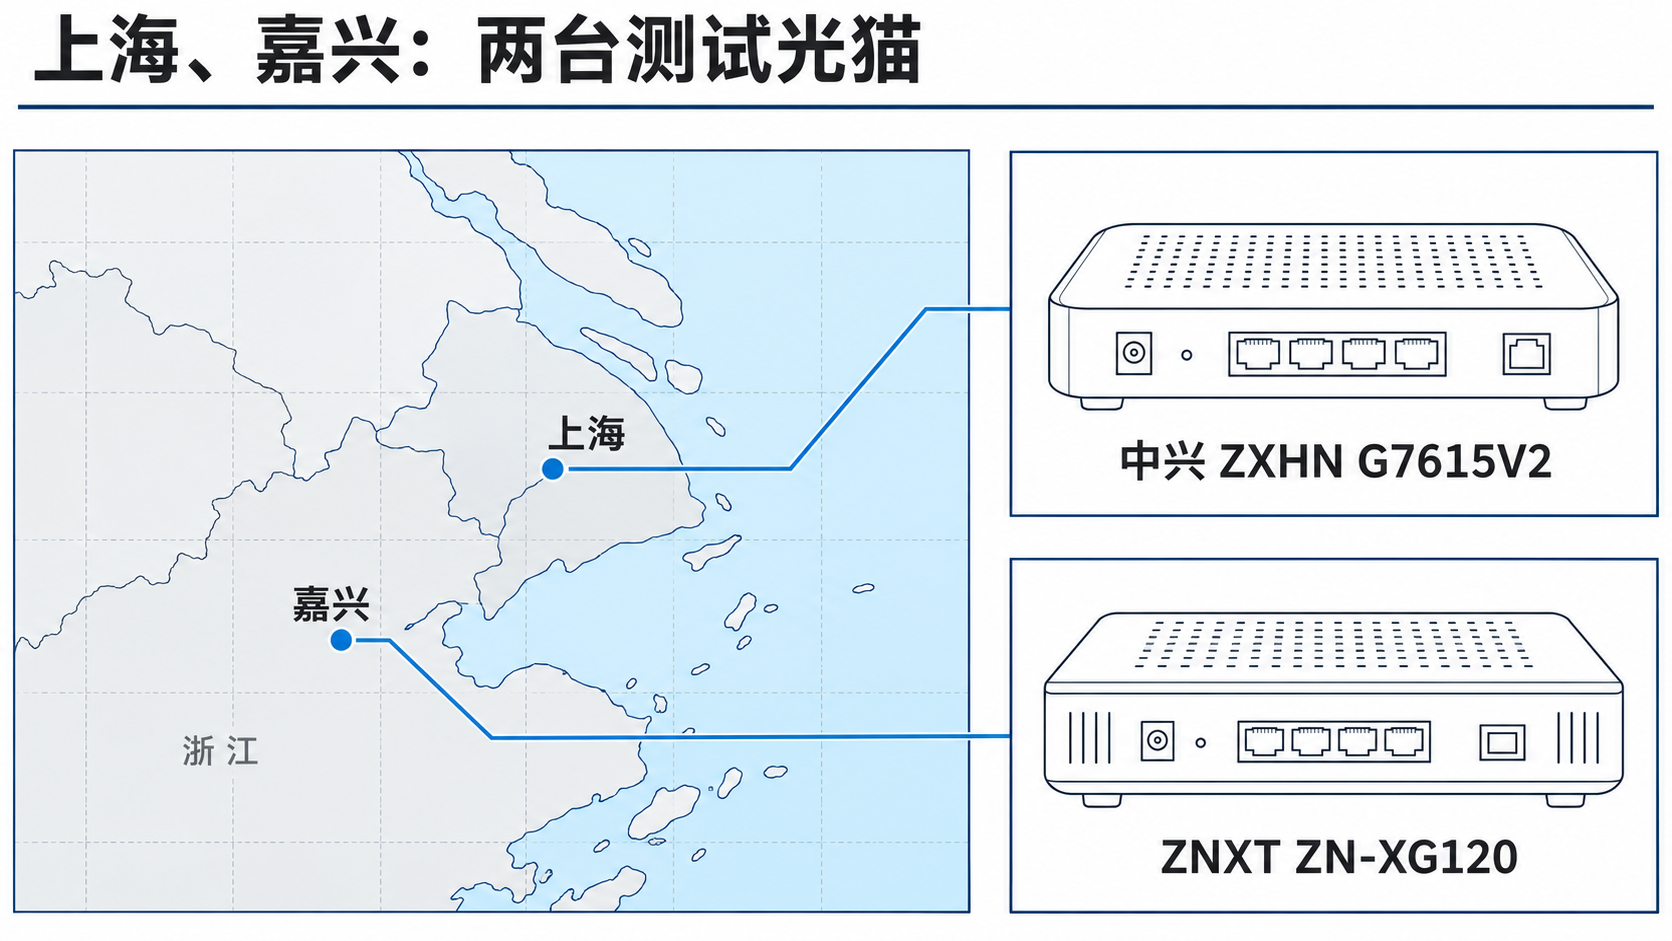 上海、嘉兴：两台测试光猫
上海
嘉兴
浙江
中兴 ZXHN G7615V2
ZNXT ZN-XG120